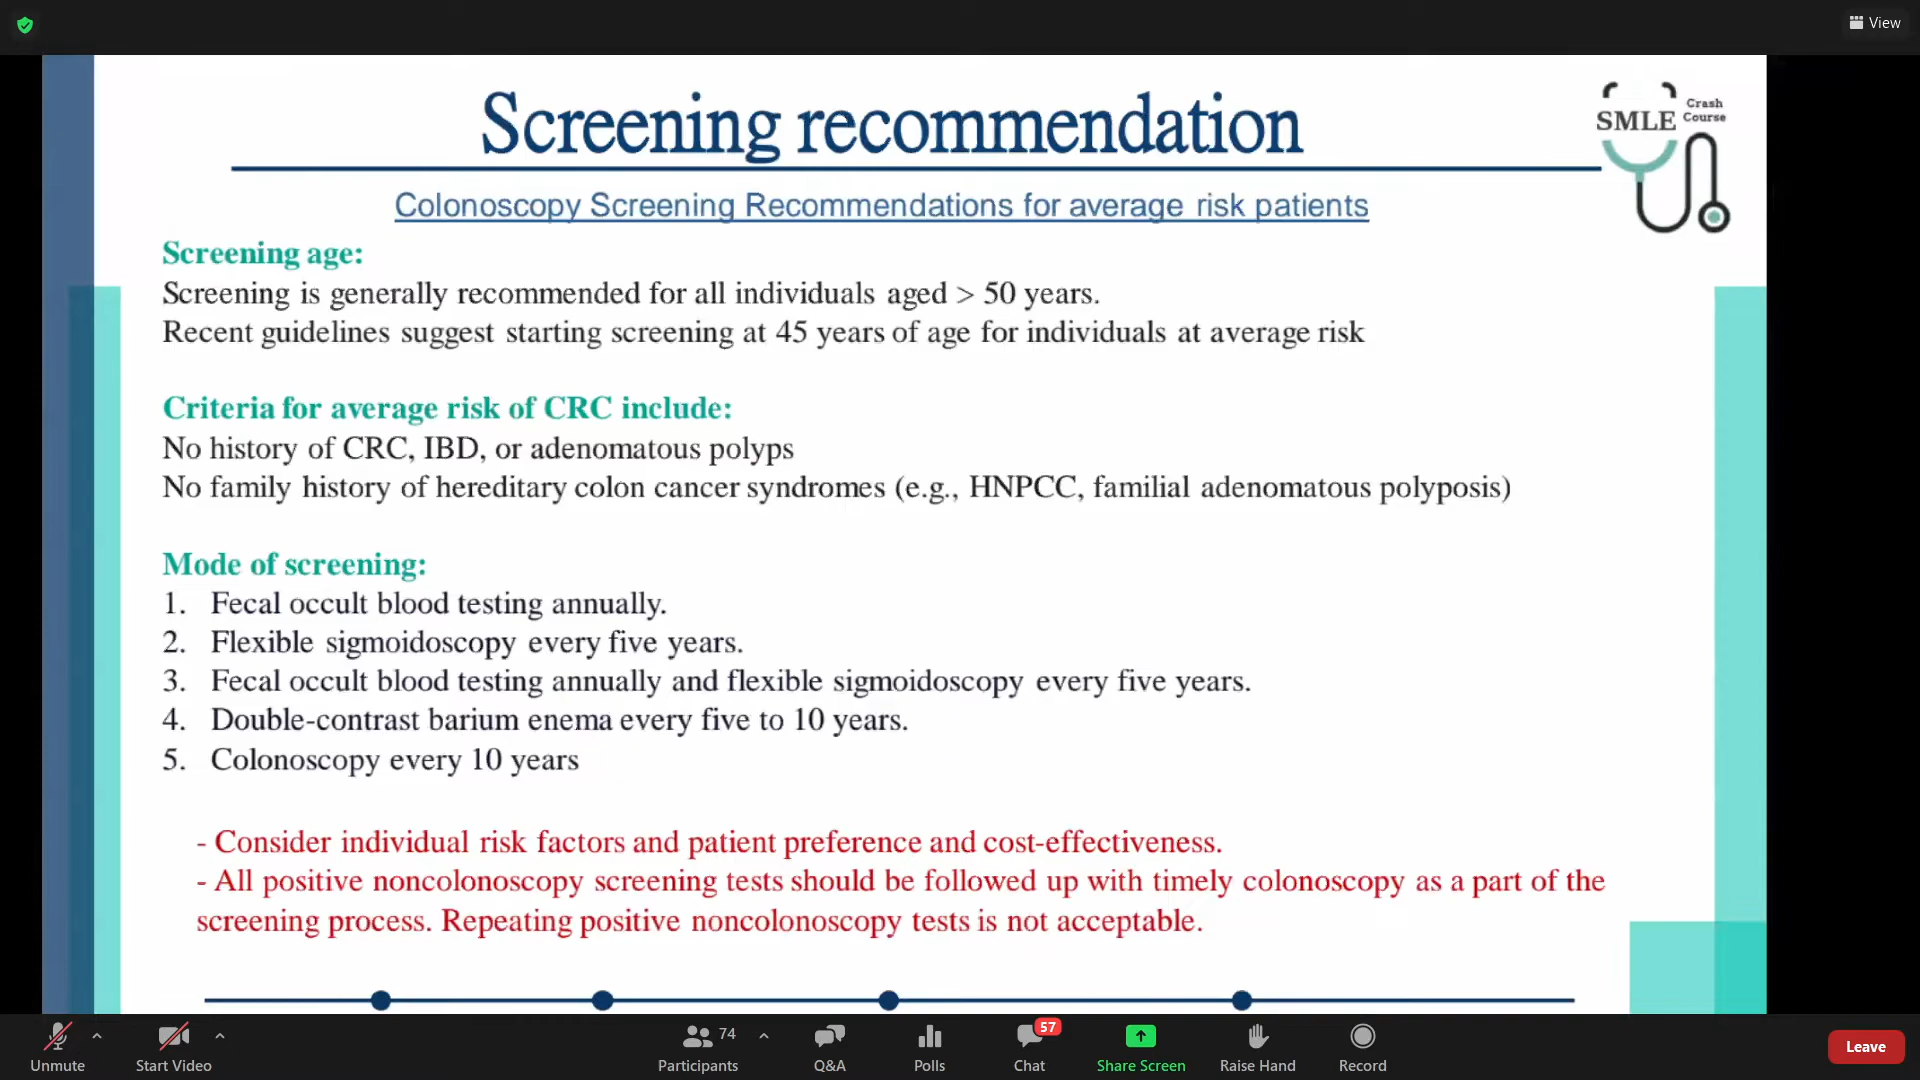 View
Screening recommendation
SMLE Crash Course
Colonoscopy Screening Recommendations for average risk patients
Screening age:
Screening is generally recommended for all individuals aged > 50 years.
Recent guidelines suggest starting screening at 45 years of age for individuals at average risk
Criteria for average risk of CRC include:
No history of CRC, IBD, or adenomatous polyps
No family history of hereditary colon cancer syndromes (e.g., HNPCC, familial adenomatous polyposis)
Mode of screening:
1. Fecal occult blood testing annually.
2. Flexible sigmoidoscopy every five years.
3. Fecal occult blood testing annually and flexible sigmoidoscopy every five years.
4. Double-contrast barium enema every five to 10 years.
5. Colonoscopy every 10 years
- Consider individual risk factors and patient preference and cost-effectiveness.
- All positive noncolonoscopy screening tests should be followed up with timely colonoscopy as a part of the
screening process. Repeating positive noncolonoscopy tests is not acceptable.
74
57
Unmute Start Video Participants Q&A Polls Chat Share Screen Raise Hand Record Leave